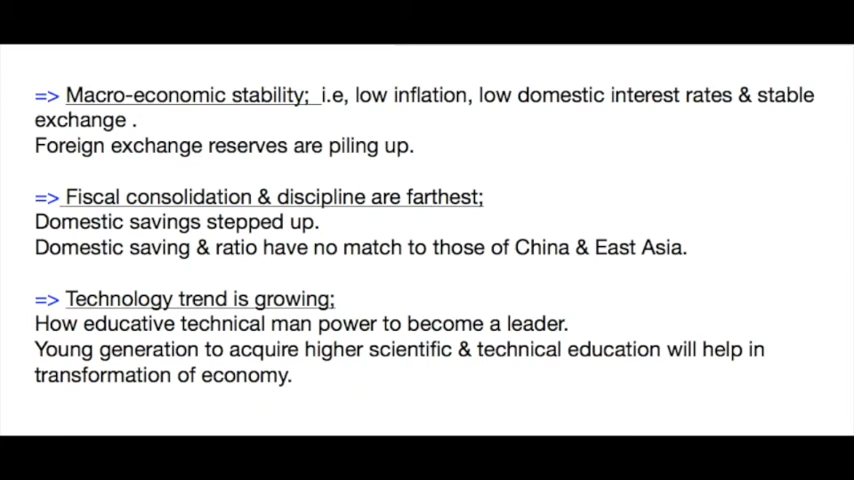 => Macro-economic stability; i.e, low inflation, low domestic interest rates & stable
exchange .
Foreign exchange reserves are piling up.
=> Fiscal consolidation & discipline are farthest;
Domestic savings stepped up.
Domestic saving & ratio have no match to those of China & East Asia.
=> Technology trend is growing;
How educative technical man power to become a leader.
Young generation to acquire higher scientific & technical education will help in
transformation of economy.